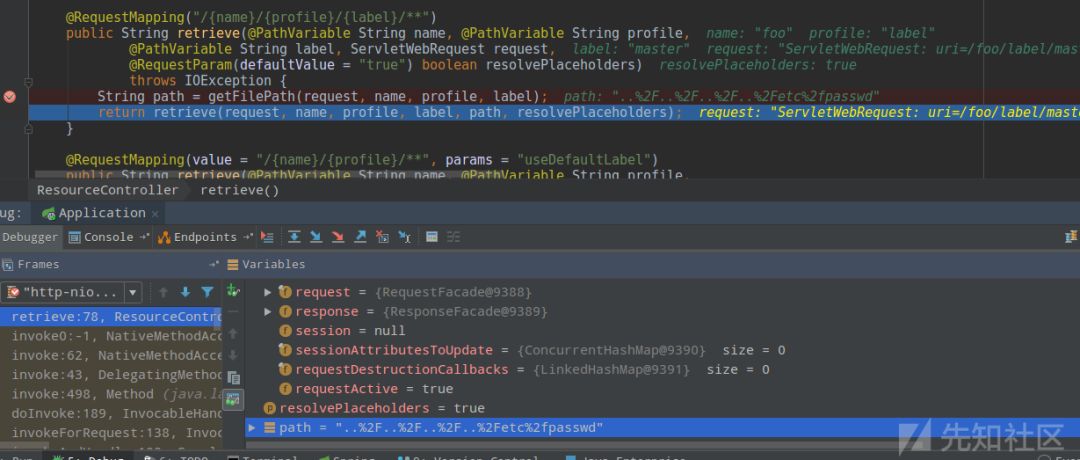 @RequestMapping("/{name}/{profile}/{label}/**")
public String retrieve(@PathVariable String name, @PathVariable String profile,  name: "foo"  profile: "label"
@PathVariable String label, ServletWebRequest request,  label: "master"  request: "ServletWebRequest: uri=/foo/label/mas
@RequestParam(defaultValue = "true") boolean resolvePlaceholders)  resolvePlaceholders: true
throws IOException {
String path = getFilePath(request, name, profile, label);  path: "..%2F..%2F..%2F..%2Fetc%2fpasswd"
return retrieve(request, name, profile, label, path, resolvePlaceholders);  request: "ServletWebRequest: uri=/foo/label/maste
}
@RequestMapping(value = "/{name}/{profile}/**", params = "useDefaultLabel")
public String retrieve(@PathVariable String name, @PathVariable String profile,
ResourceController  retrieve()
ug:  Application ×
Debugger  Console  Endpoints
Frames  Variables
"http-nio...
request = {RequestFacade@9388}
response = {ResponseFacade@9389}
session = null
sessionAttributesToUpdate = {ConcurrentHashMap@9390}  size = 0
requestDestructionCallbacks = {LinkedHashMap@9391}  size = 0
requestActive = true
resolvePlaceholders = true
path = "..%2F..%2F..%2F..%2Fetc%2fpasswd"
retrieve:78, ResourceContro
invoke0:-1, NativeMethodAcc
invoke:62, NativeMethodAcce
invoke:43, DelegatingMethod
invoke:498, Method (java.la
doInvoke:189, InvocableHand
invokeForRequest:138, Invoc
先知社区